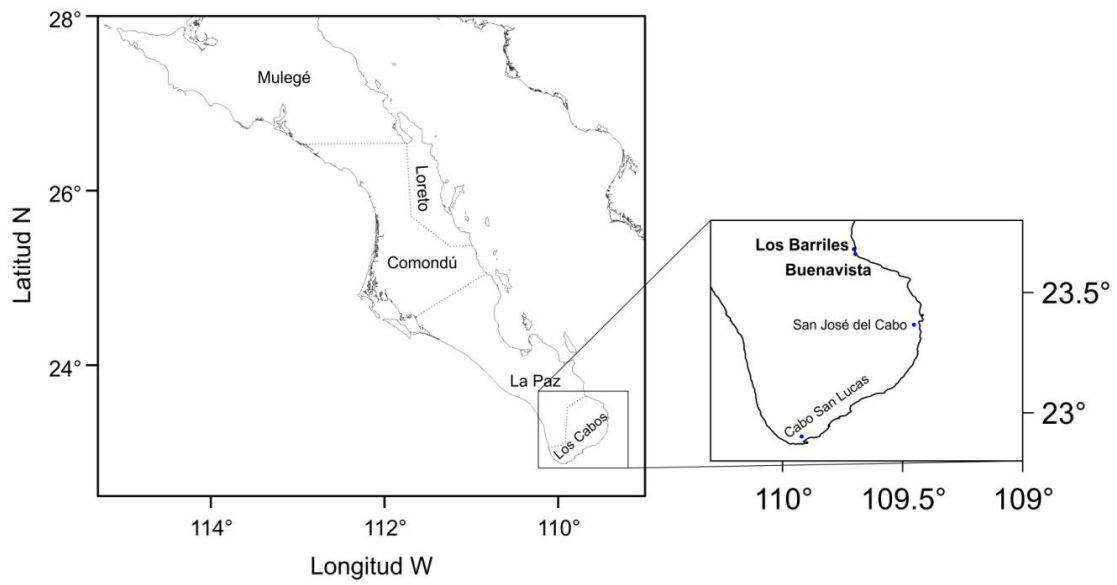 28°
26°
24°
Latitud N
114°
112°
110°
Longitud W
Mulegé
Loreto
Comondú
La Paz
Los Cabos
Los Barriles
Buenavista
San José del Cabo
Cabo San Lucas
23.5°
23°
110°
109.5°
109°